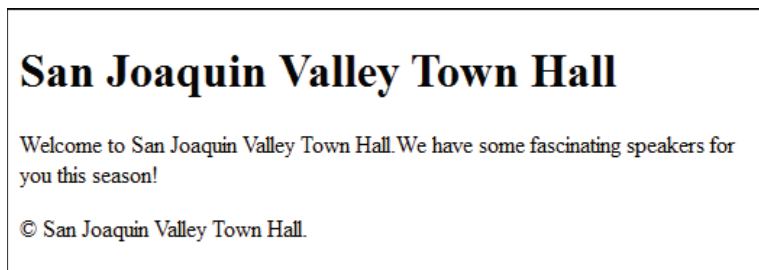 San Joaquin Valley Town Hall
Welcome to San Joaquin Valley Town Hall.We have some fascinating speakers for
you this season!
© San Joaquin Valley Town Hall.